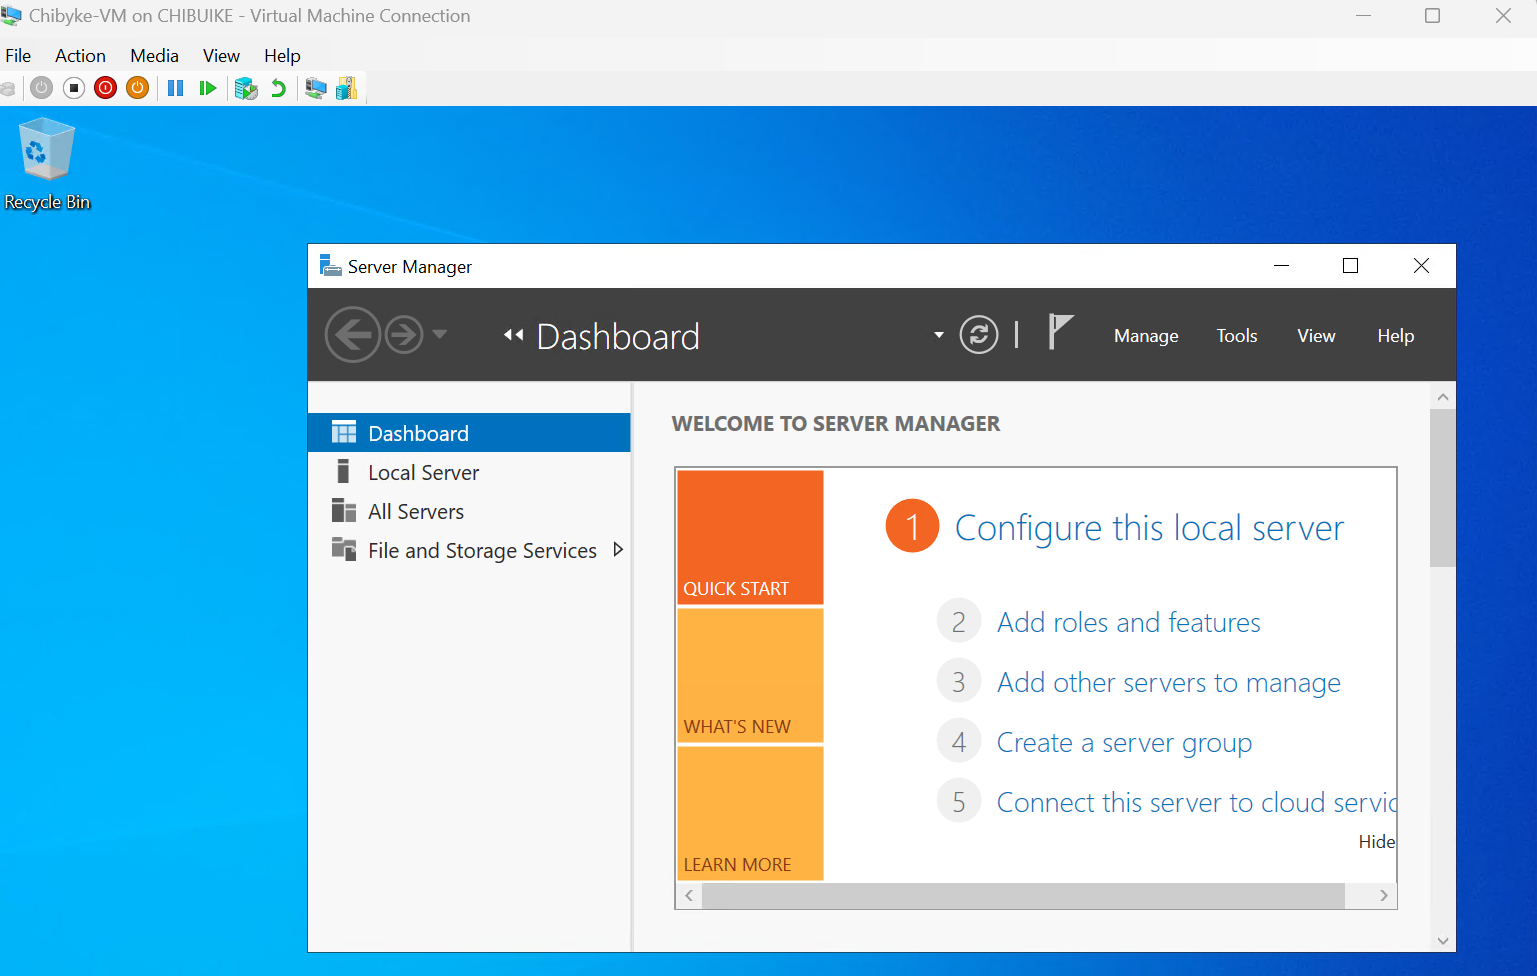 Chibyke-VM on CHIBUIKE - Virtual Machine Connection
File Action Media View Help
Recycle Bin
Server Manager
Dashboard
Manage Tools View Help
Dashboard
Local Server
All Servers
File and Storage Services
WELCOME TO SERVER MANAGER
QUICK START
WHAT'S NEW
LEARN MORE
1 Configure this local server
2 Add roles and features
3 Add other servers to manage
4 Create a server group
5 Connect this server to cloud servic
Hide